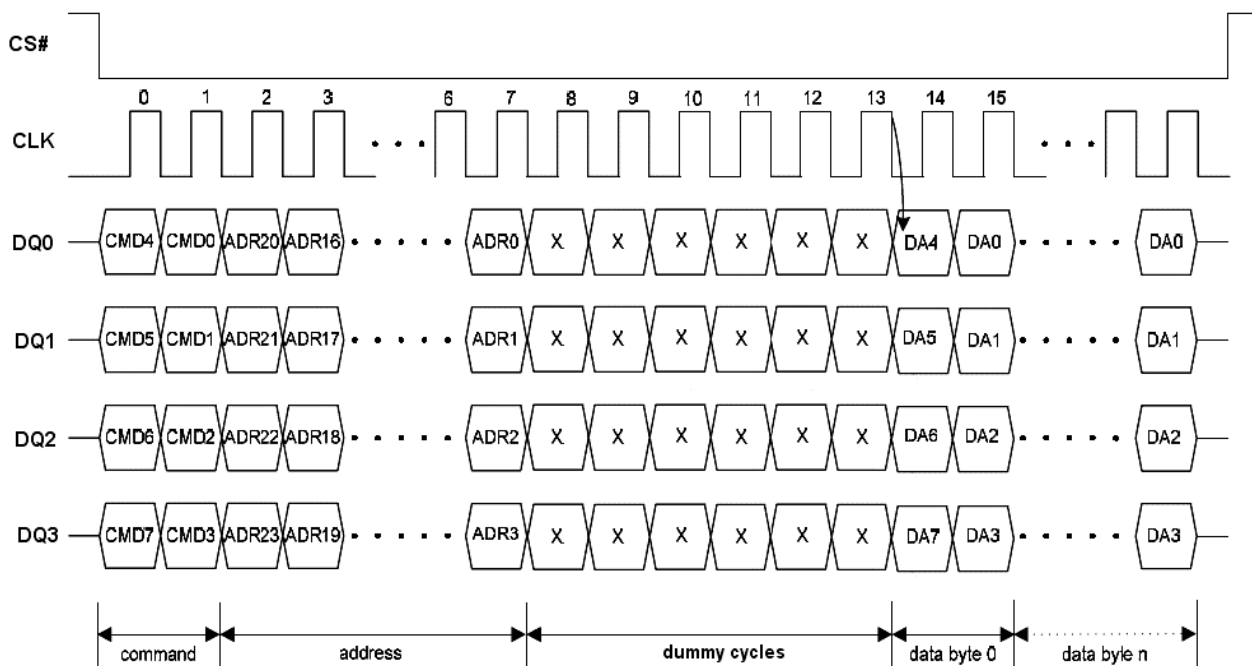 CS#
0 1 2 3 6 7 8 9 10 11 12 13 14 15
CLK
DQ0 CMD4 CMD0 ADR20 ADR16 ADR0 X X X X X X DA4 DA0 DA0
DQ1 CMD5 CMD1 ADR21 ADR17 ADR1 X X X X X X DA5 DA1 DA1
DQ2 CMD6 CMD2 ADR22 ADR18 ADR2 X X X X X X DA6 DA2 DA2
DQ3 CMD7 CMD3 ADR23 ADR19 ADR3 X X X X X X DA7 DA3 DA3
command address dummy cycles data byte 0 data byle n